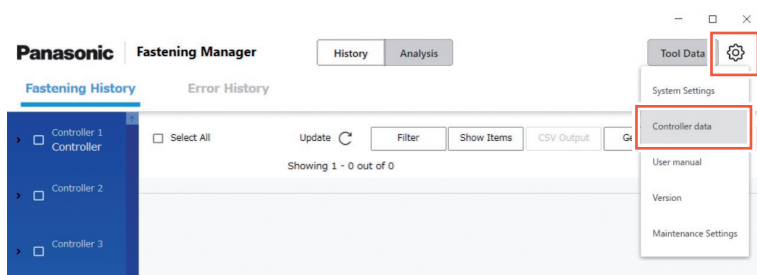 Panasonic
Fastening Manager
History
Analysis
Tool Data
Fastening History
Error History
System Settings
Controller data
User manual
Version
Maintenance Settings
Controller 1
Controller
Select All
Update
Filter
Show Items
CSV Output
Showing 1 - 0 out of 0
Controller 2
Controller 3